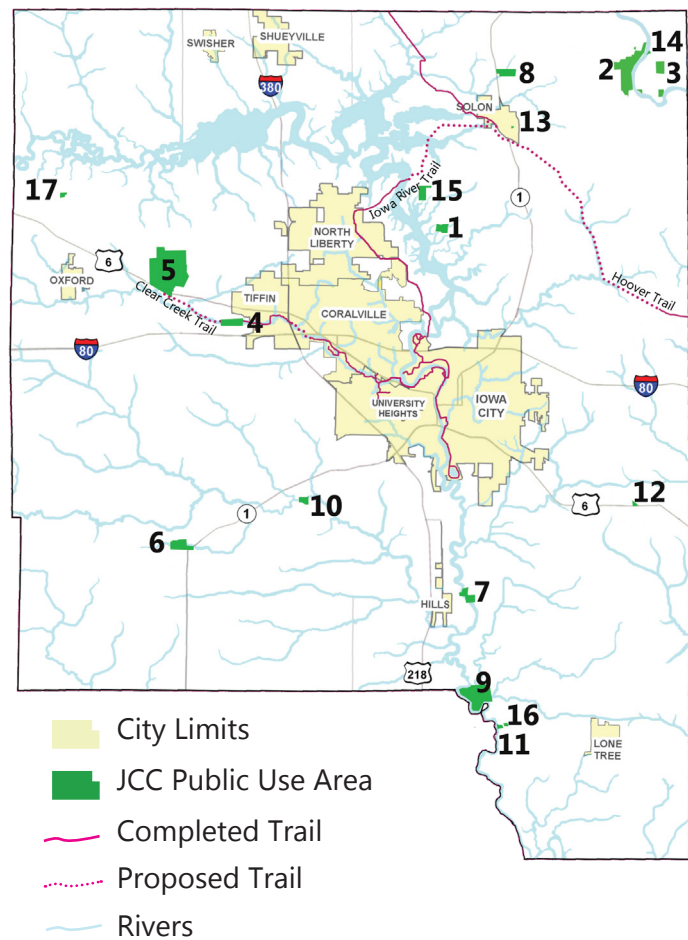 SHUEYVILLE
SWISHER
380
14
2
3
8
SOLON
13
17
Iowa River Trail
15
1
1
NORTH
LIBERTY
6
5
OXFORD
Clear Creek Trail
TIFFIN
4
CORALVILLE
Hoover Trail
80
80
UNIVERSITY
HEIGHTS
IOWA
CITY
12
6
10
1
6
7
HILLS
218
9
16
11
LONE
TREE
City Limits
JCC Public Use Area
Completed Trail
Proposed Trail
Rivers